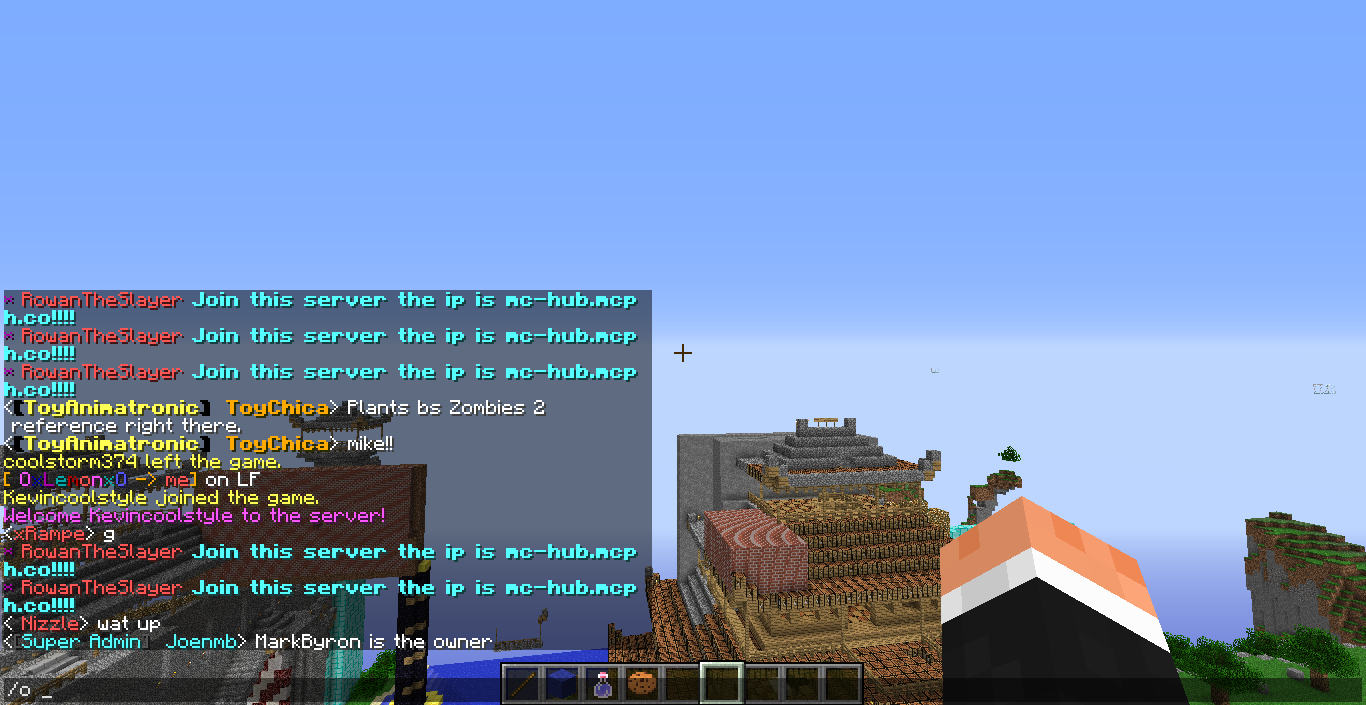 * RowanTheSlayer Join this server the ip is mc-hub.mcp
h.co!!!!
* RowanTheSlayer Join this server the ip is mc-hub.mcp
h.co!!!!
* RowanTheSlayer Join this server the ip is mc-hub.mcp
h.co!!!!
<[ToyAnimatronic] ToyChica> Plants bs Zombies 2
reference right there.
<[ToyAnimatronic] ToyChica> mike!!
coolstorm374 left the game.
[ OxLemonxO -> me] on LF
Kevincoolstyle joined the game.
Welcome Kevincoolstyle to the server!
<xRampe> g
* RowanTheSlayer Join this server the ip is mc-hub.mcp
h.co!!!!
* RowanTheSlayer Join this server the ip is mc-hub.mcp
h.co!!!!
< Nizzle> wat up
<[Super Admin] Joenmb> MarkByron is the owner
/o _